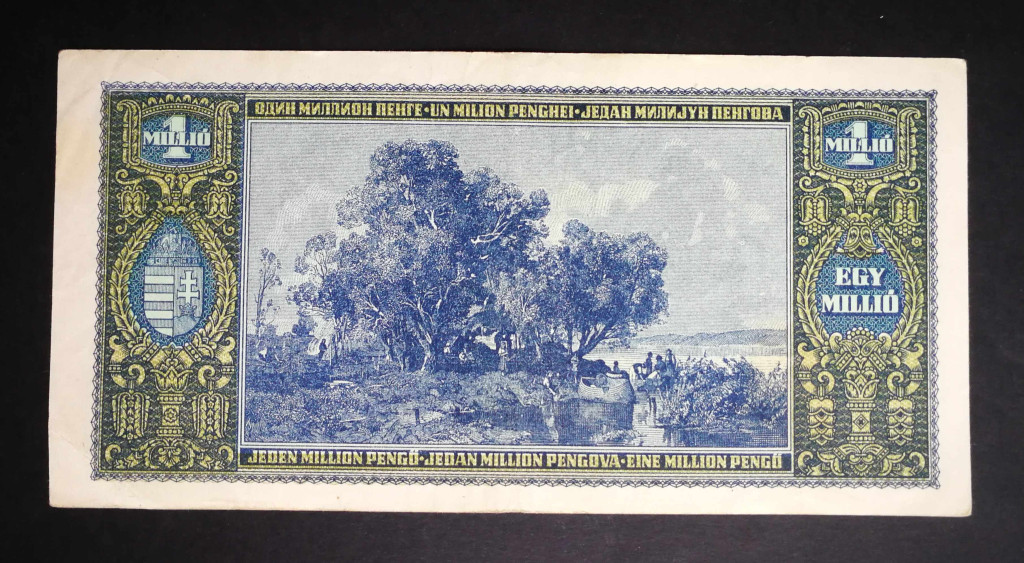 ОДИН МИЛЛИОН ПЕНГЕ · UN MILION PENGHEI · ЈЕДАН МИЛИЈУН ПЕНГОВА
1 MILLIÓ
1 MILLIÓ
EGY
MILLIÓ
JEDEN MILLION PENGŐ · JEDAN MILLION PENGOVA · EINE MILLION PENGŐ